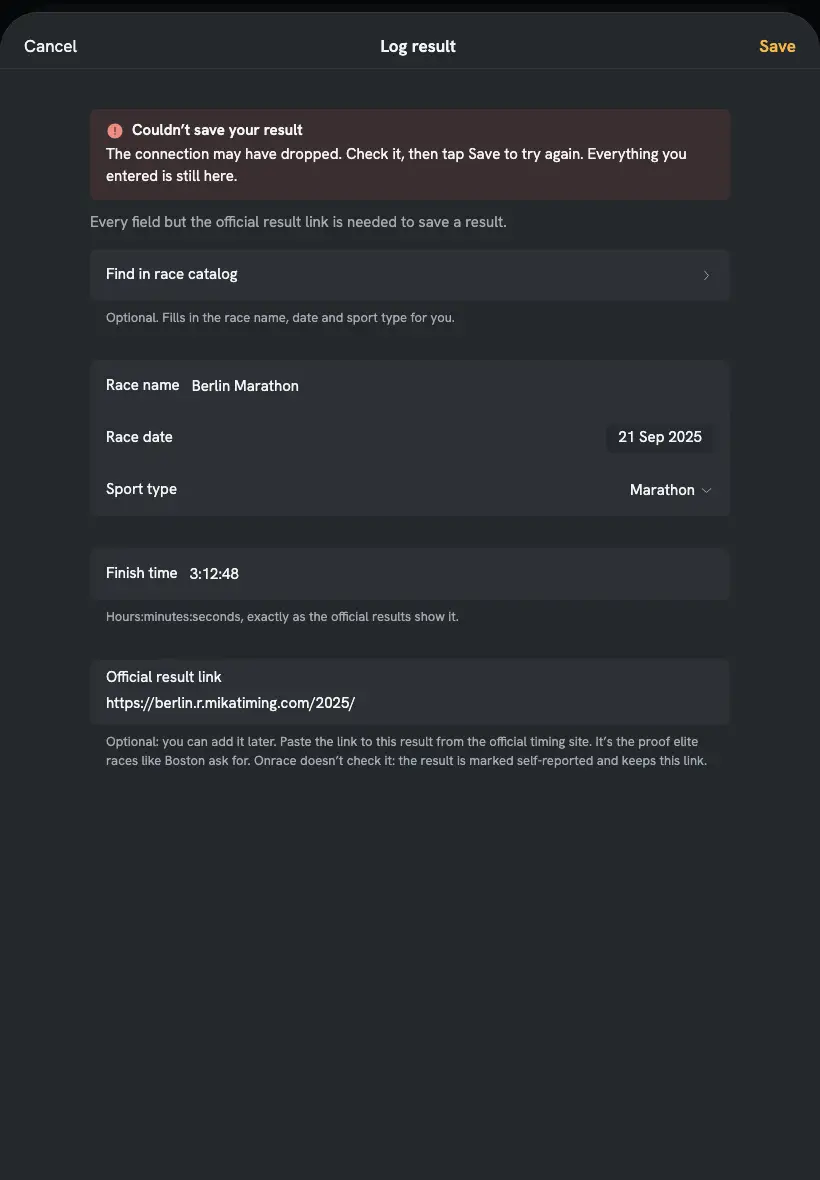 Cancel
Log result
Save
Couldn’t save your result
The connection may have dropped. Check it, then tap Save to try again. Everything you
entered is still here.
Every field but the official result link is needed to save a result.
Find in race catalog
Optional. Fills in the race name, date and sport type for you.
Race name Berlin Marathon
Race date 21 Sep 2025
Sport type Marathon
Finish time 3:12:48
Hours:minutes:seconds, exactly as the official results show it.
Official result link
https://berlin.r.mikatiming.com/2025/
Optional: you can add it later. Paste the link to this result from the official timing site. It’s the proof elite
races like Boston ask for. Onrace doesn’t check it: the result is marked self-reported and keeps this link.